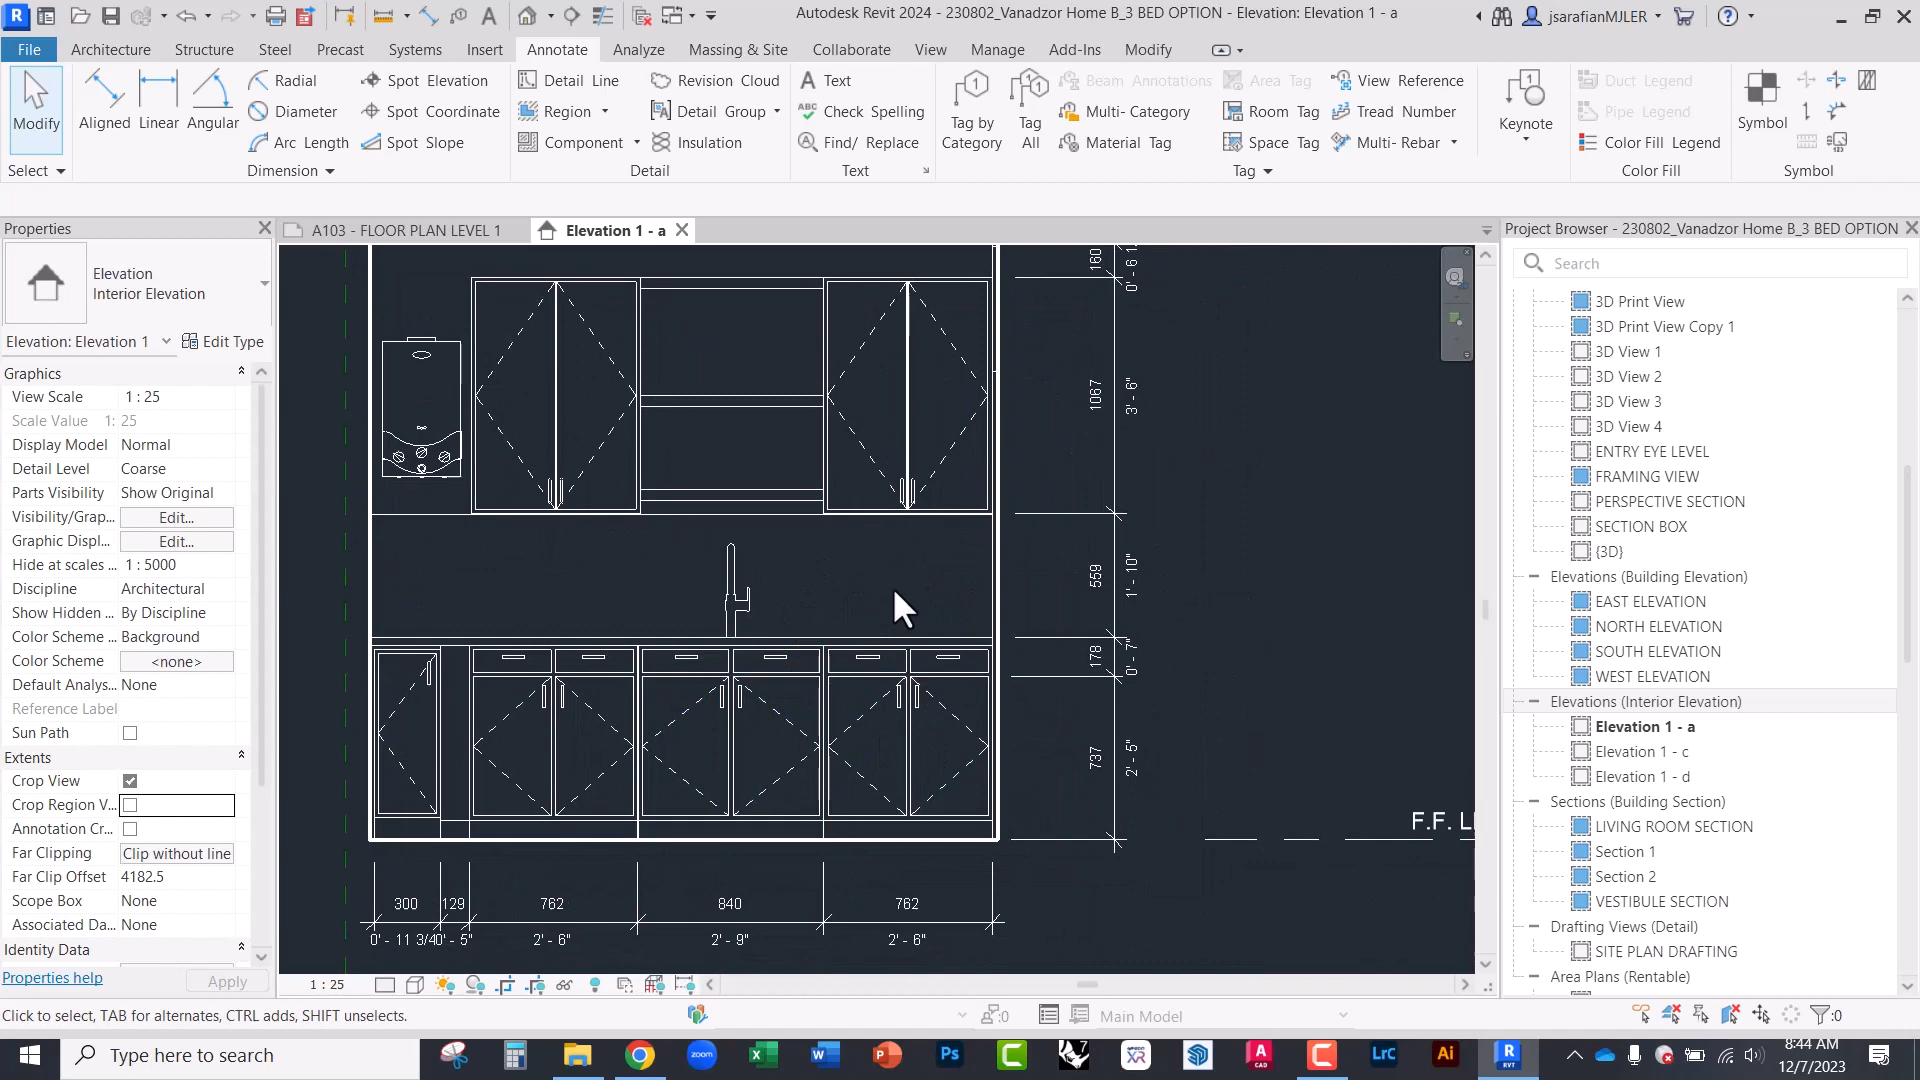 Autodesk Revit 2024 - 230802_Vanadzor Home B_3 BED OPTION - Elevation: Elevation 1 - a
jsarafianMJLER
File Architecture Structure Steel Precast Systems Insert Annotate Analyze Massing & Site Collaborate View Manage Add-Ins Modify
Modify
Select
Aligned
Linear
Angular
Radial
Diameter
Arc Length
Spot Elevation
Spot Coordinate
Spot Slope
Dimension
Detail Line
Region
Component
Revision Cloud
Detail Group
Insulation
Detail
Text
Check Spelling
Find/ Replace
Text
Tag by
Category
Tag
All
Beam Annotations
Multi- Category
Material Tag
Area Tag
Room Tag
Space Tag
View Reference
Tread Number
Multi- Rebar
Tag
Keynote
Duct Legend
Pipe Legend
Color Fill Legend
Color Fill
Symbol
Symbol
Properties
Elevation
Interior Elevation
Elevation: Elevation 1
Edit Type
Graphics
View Scale 1 : 25
Scale Value 1: 25
Display Model Normal
Detail Level Coarse
Parts Visibility Show Original
Visibility/Grap... Edit...
Graphic Displ... Edit...
Hide at scales ... 1 : 5000
Discipline Architectural
Show Hidden ... By Discipline
Color Scheme ... Background
Color Scheme <none>
Default Analys... None
Reference Label
Sun Path
Extents
Crop View
Crop Region V...
Annotation Cr...
Far Clipping Clip without line
Far Clip Offset 4182.5
Scope Box None
Associated Da... None
Identity Data
Properties help
Apply
A103 - FLOOR PLAN LEVEL 1
Elevation 1 - a
160
1067
3' - 6"
559
1' - 10"
178
0' - 7"
737
2' - 5"
F.F. L
300 129 762 840 762
0' - 11 3/4 0' - 5" 2' - 6" 2' - 9" 2' - 6"
1 : 25
Project Browser - 230802_Vanadzor Home B_3 BED OPTION
Search
3D Print View
3D Print View Copy 1
3D View 1
3D View 2
3D View 3
3D View 4
ENTRY EYE LEVEL
FRAMING VIEW
PERSPECTIVE SECTION
SECTION BOX
{3D}
Elevations (Building Elevation)
EAST ELEVATION
NORTH ELEVATION
SOUTH ELEVATION
WEST ELEVATION
Elevations (Interior Elevation)
Elevation 1 - a
Elevation 1 - c
Elevation 1 - d
Sections (Building Section)
LIVING ROOM SECTION
Section 1
Section 2
VESTIBULE SECTION
Drafting Views (Detail)
SITE PLAN DRAFTING
Area Plans (Rentable)
Click to select, TAB for alternates, CTRL adds, SHIFT unselects.
:0
Main Model
:0
Type here to search
8:44 AM
12/7/2023